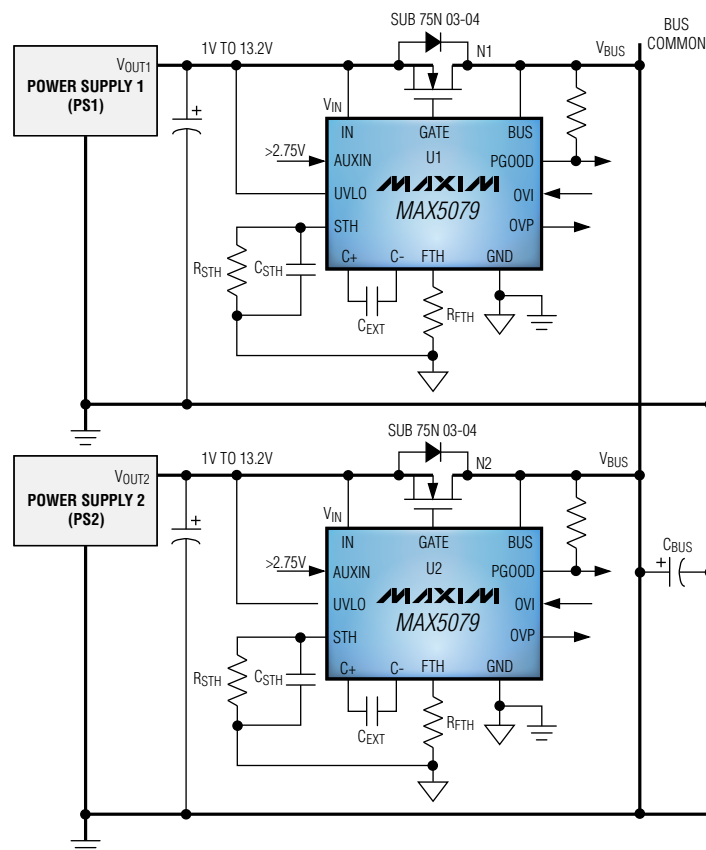 SUB 75N 03-04
BUS
COMMON
1V TO 13.2V
N1
VBUS
VOUT1
POWER SUPPLY 1
(PS1)
+
VIN
IN
GATE
BUS
>2.75V
AUXIN
U1
PGOOD
UVLO
MAXIM
OVI
MAX5079
STH
OVP
RSTH
CSTH
C+
C-
FTH
GND
CEXT
RFTH
SUB 75N 03-04
1V TO 13.2V
N2
VBUS
VOUT2
POWER SUPPLY 2
(PS2)
+
VIN
IN
GATE
BUS
CBUS
+
>2.75V
AUXIN
U2
PGOOD
UVLO
MAXIM
OVI
MAX5079
STH
OVP
RSTH
CSTH
C+
C-
FTH
GND
CEXT
RFTH